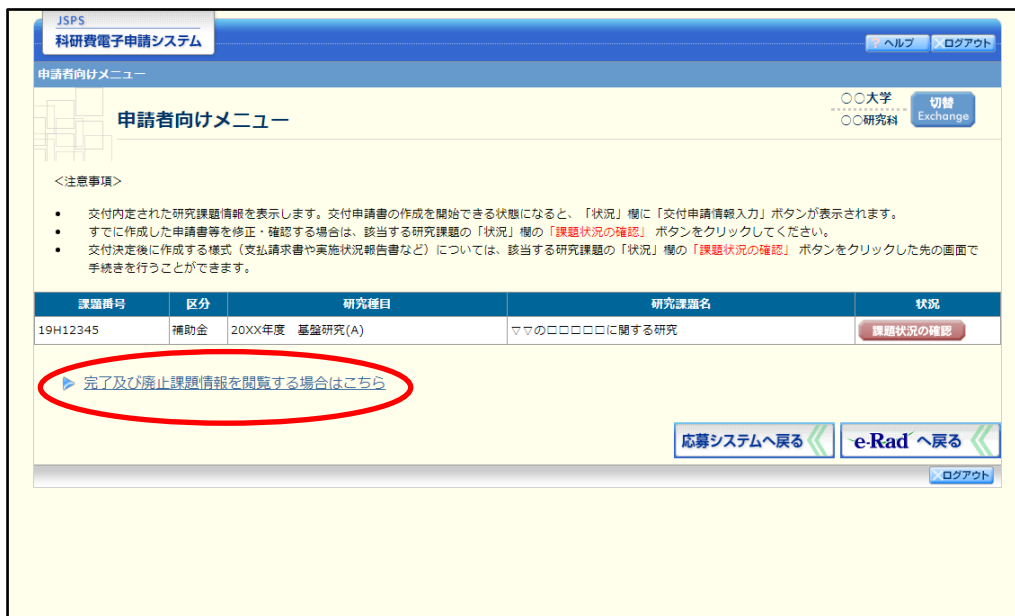 JSPS
科研費電子申請システム
? ヘルプ
×ログアウト
申請者向けメニュー
○○大学
○○研究科
切替
Exchange
申請者向けメニュー
<注意事項>
• 交付内定された研究課題情報を表示します。交付申請書の作成を開始できる状態になると、「状況」欄に「交付申請情報入力」ボタンが表示されます。
• すでに作成した申請書等を修正・確認する場合は、該当する研究課題の「状況」欄の「課題状況の確認」 ボタンをクリックしてください。
• 交付決定後に作成する様式（支払請求書や実施状況報告書など）については、該当する研究課題の「状況」欄の「課題状況の確認」 ボタンをクリックした先の画面で
手続きを行うことができます。
課題番号 区分 研究種目 研究課題名 状況
19H12345 補助金 20XX年度 基盤研究(A) ▽▽の□□□□□に関する研究 課題状況の確認
完了及び廃止課題情報を閲覧する場合はこちら
応募システムへ戻る
e-Rad へ戻る
×ログアウト